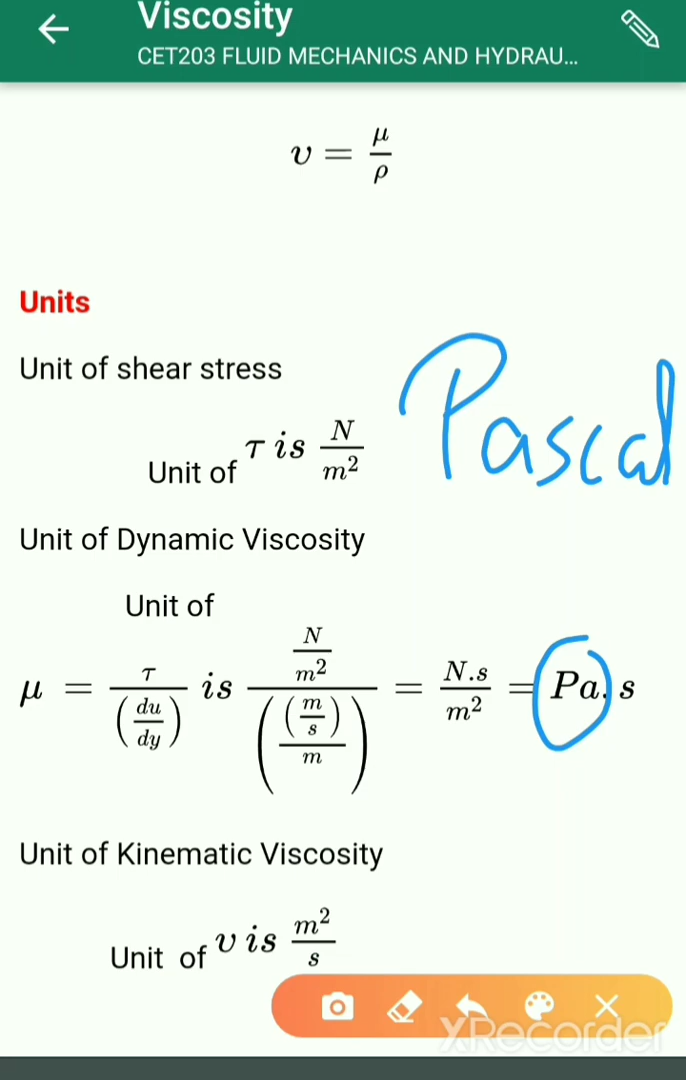 Viscosity
CET203 FLUID MECHANICS AND HYDRAU...
υ = μ/ρ
Units
Unit of shear stress
Pascal
Unit of τ is N/m²
Unit of Dynamic Viscosity
Unit of
μ = τ/(du/dy) is (N/m²)/((m/s)/m) = N.s/m² = Pa.s
Unit of Kinematic Viscosity
Unit of υ is m²/s
XRecorder